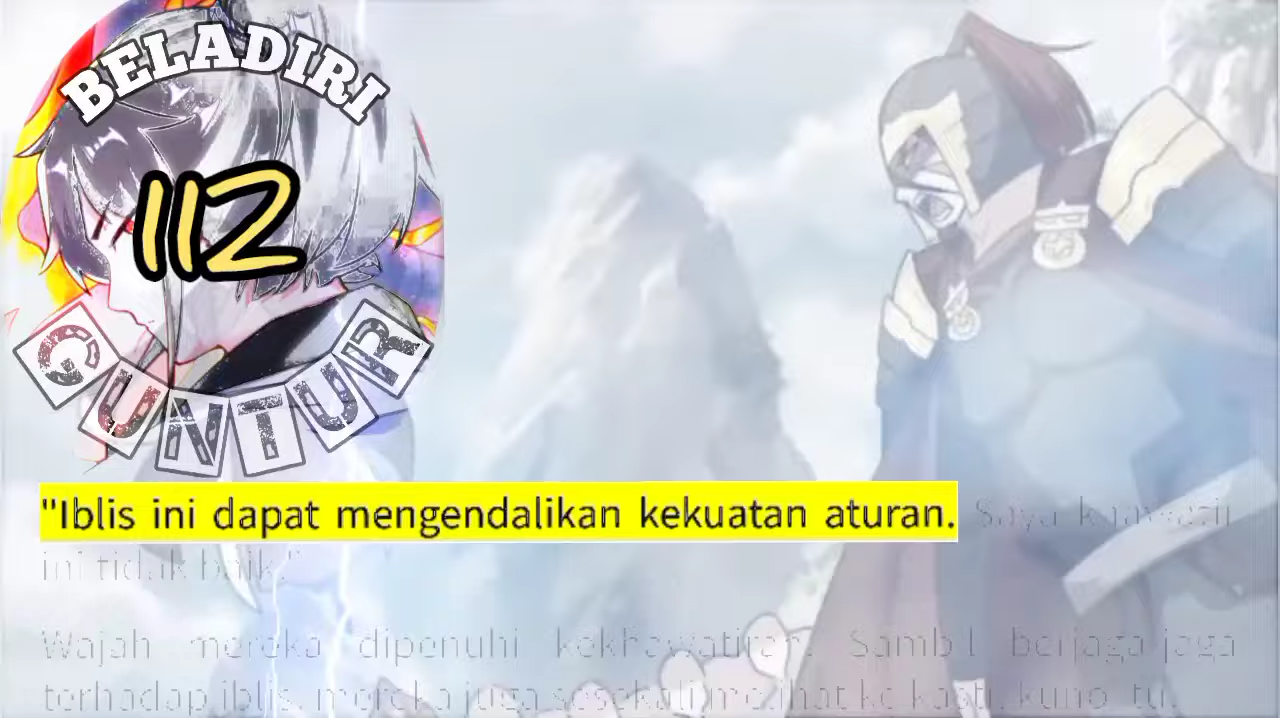 BELADIRI
112
GUNTUR
"Iblis ini dapat mengendalikan kekuatan aturan. Saya khawatir
ini tidak baik."
Wajah mereka dipenuhi kekhawatiran. Sambil berjaga-jaga
terhadap iblis, mereka juga sesekali melihat ke kastil kuno itu.